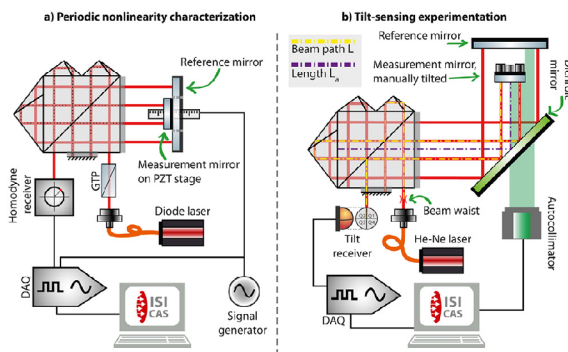 a) Periodic nonlinearity characterization
Reference mirror
Measurement mirror
on PZT stage
GTP
Homodyne
receiver
Diode laser
DAQ
ISI
CAS
Signal
generator
b) Tilt-sensing experimentation
Reference mirror
Beam path L
Length La
Measurement mirror,
manually tilted
mirror
Autocollimator
Beam waist
Tilt
receiver
He-Ne laser
DAQ
ISI
CAS